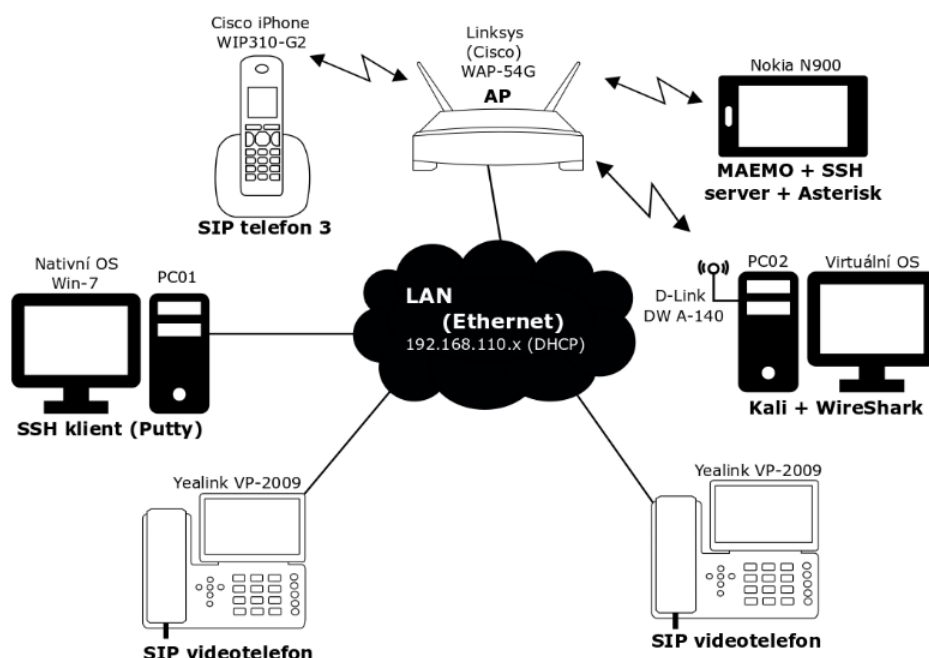 Cisco iPhone
WIP310-G2
SIP telefon 3
Linksys
(Cisco)
WAP-54G
AP
Nokia N900
MAEMO + SSH
server + Asterisk
Nativní OS
Win-7
PC01
SSH klient (Putty)
LAN
(Ethernet)
192.168.110.x (DHCP)
D-Link
DW A-140
PC02
Virtuální OS
Kali + WireShark
Yealink VP-2009
SIP videotelefon
Yealink VP-2009
SIP videotelefon